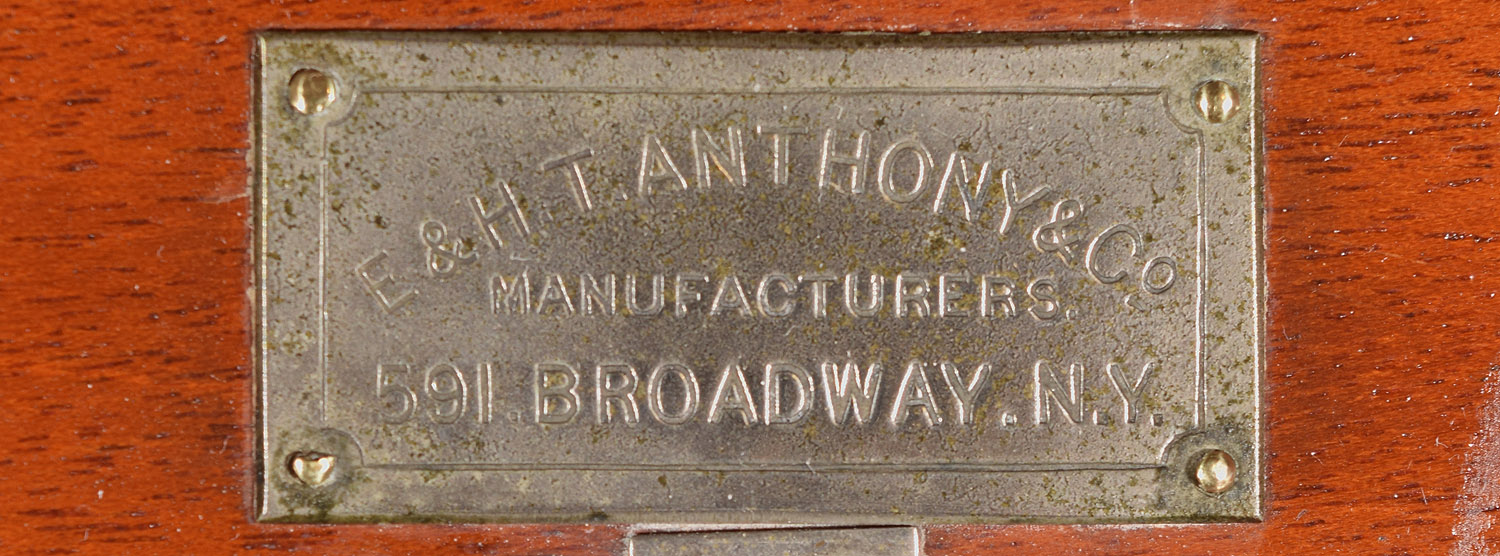 E & H. T. ANTHONY & Co
MANUFACTURERS.
591. BROADWAY. N.Y.